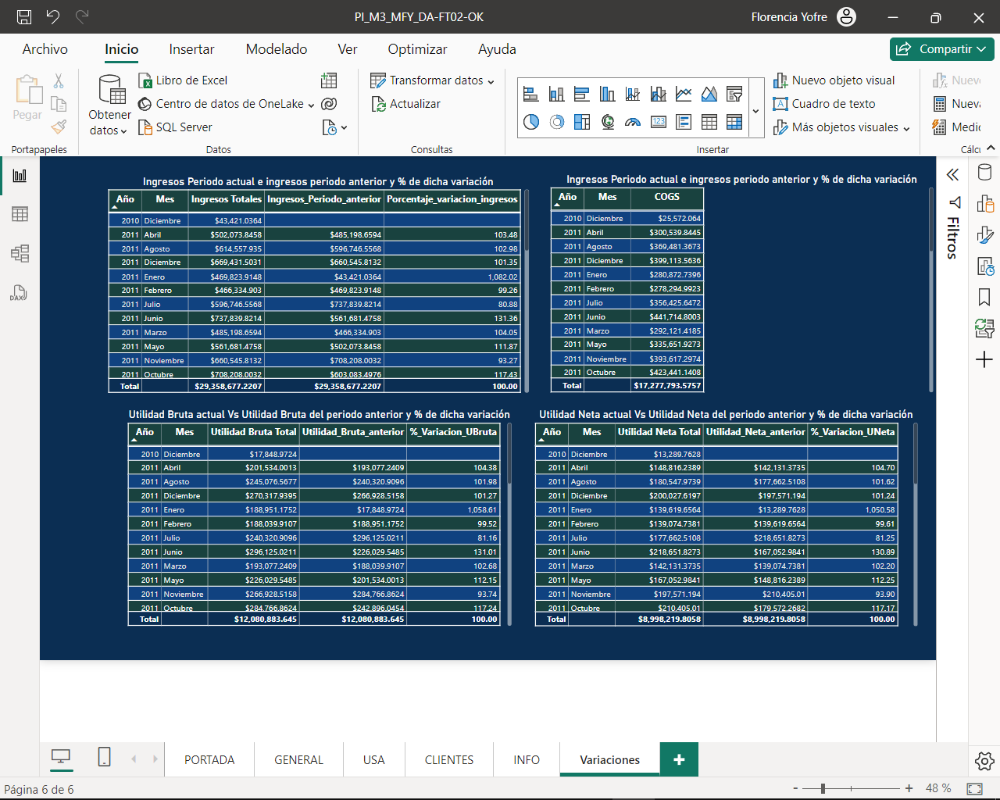 PI_M3_MFY_DA-FT02-OK
Florencia Yofre
Archivo Inicio Insertar Modelado Ver Optimizar Ayuda
Compartir
Pegar
Portapapeles
Obtener datos
Libro de Excel
Centro de datos de OneLake
SQL Server
Datos
Transformar datos
Actualizar
Consultas
123
Insertar
Nuevo objeto visual
Cuadro de texto
Más objetos visuales
Nuev
Nueva
Medic
Cálcu
DAX
Filtros
Ingresos Periodo actual e ingresos periodo anterior y % de dicha variación
Año Mes Ingresos Totales Ingresos_Periodo_anterior Porcentaje_variacion_ingresos
2010 Diciembre $43,421.0364
2011 Abril $502,073.8458 $485,198.6594 103.48
2011 Agosto $614,557.935 $596,746.5568 102.98
2011 Diciembre $669,431.5031 $660,545.8132 101.35
2011 Enero $469,823.9148 $43,421.0364 1,082.02
2011 Febrero $466,334.903 $469,823.9148 99.26
2011 Julio $596,746.5568 $737,839.8214 80.88
2011 Junio $737,839.8214 $561,681.4758 131.36
2011 Marzo $485,198.6594 $466,334.903 104.05
2011 Mayo $561,681.4758 $502,073.8458 111.87
2011 Noviembre $660,545.8132 $708,208.0032 93.27
2011 Octubre $708,208.0032 $603,083.4976 117.43
Total $29,358,677.2207 $29,358,677.2207 100.00
Ingresos Periodo actual e ingresos periodo anterior y % de dicha variación
Año Mes COGS
2010 Diciembre $25,572.064
2011 Abril $300,539.8445
2011 Agosto $369,481.3673
2011 Diciembre $399,113.5636
2011 Enero $280,872.7396
2011 Febrero $278,294.9923
2011 Julio $356,425.6472
2011 Junio $441,714.8003
2011 Marzo $292,121.4185
2011 Mayo $335,651.9273
2011 Noviembre $393,617.2974
2011 Octubre $423,441.1408
Total $17,277,793.5757
Utilidad Bruta actual Vs Utilidad Bruta del periodo anterior y % de dicha variación
Año Mes Utilidad Bruta Total Utilidad_Bruta_anterior %_Variacion_UBruta
2010 Diciembre $17,848.9724
2011 Abril $201,534.0013 $193,077.2409 104.38
2011 Agosto $245,076.5677 $240,320.9096 101.98
2011 Diciembre $270,317.9395 $266,928.5158 101.27
2011 Enero $188,951.1752 $17,848.9724 1,058.61
2011 Febrero $188,039.9107 $188,951.1752 99.52
2011 Julio $240,320.9096 $296,125.0211 81.16
2011 Junio $296,125.0211 $226,029.5485 131.01
2011 Marzo $193,077.2409 $188,039.9107 102.68
2011 Mayo $226,029.5485 $201,534.0013 112.15
2011 Noviembre $266,928.5158 $284,766.8624 93.74
2011 Octubre $284,766.8624 $242,896.0454 117.24
Total $12,080,883.645 $12,080,883.645 100.00
Utilidad Neta actual Vs Utilidad Neta del periodo anterior y % de dicha variación
Año Mes Utilidad Neta Total Utilidad_Neta_anterior %_Variacion_UNeta
2010 Diciembre $13,289.7628
2011 Abril $148,816.2389 $142,131.3735 104.70
2011 Agosto $180,547.9739 $177,662.5108 101.62
2011 Diciembre $200,027.6197 $197,571.194 101.24
2011 Enero $139,619.6564 $13,289.7628 1,050.58
2011 Febrero $139,074.7381 $139,619.6564 99.61
2011 Julio $177,662.5108 $218,651.8273 81.25
2011 Junio $218,651.8273 $167,052.9841 130.89
2011 Marzo $142,131.3735 $139,074.7381 102.20
2011 Mayo $167,052.9841 $148,816.2389 112.25
2011 Noviembre $197,571.194 $210,405.01 93.90
2011 Octubre $210,405.01 $179,572.2682 117.17
Total $8,998,219.8058 $8,998,219.8058 100.00
PORTADA GENERAL USA CLIENTES INFO Variaciones
Página 6 de 6
48 %